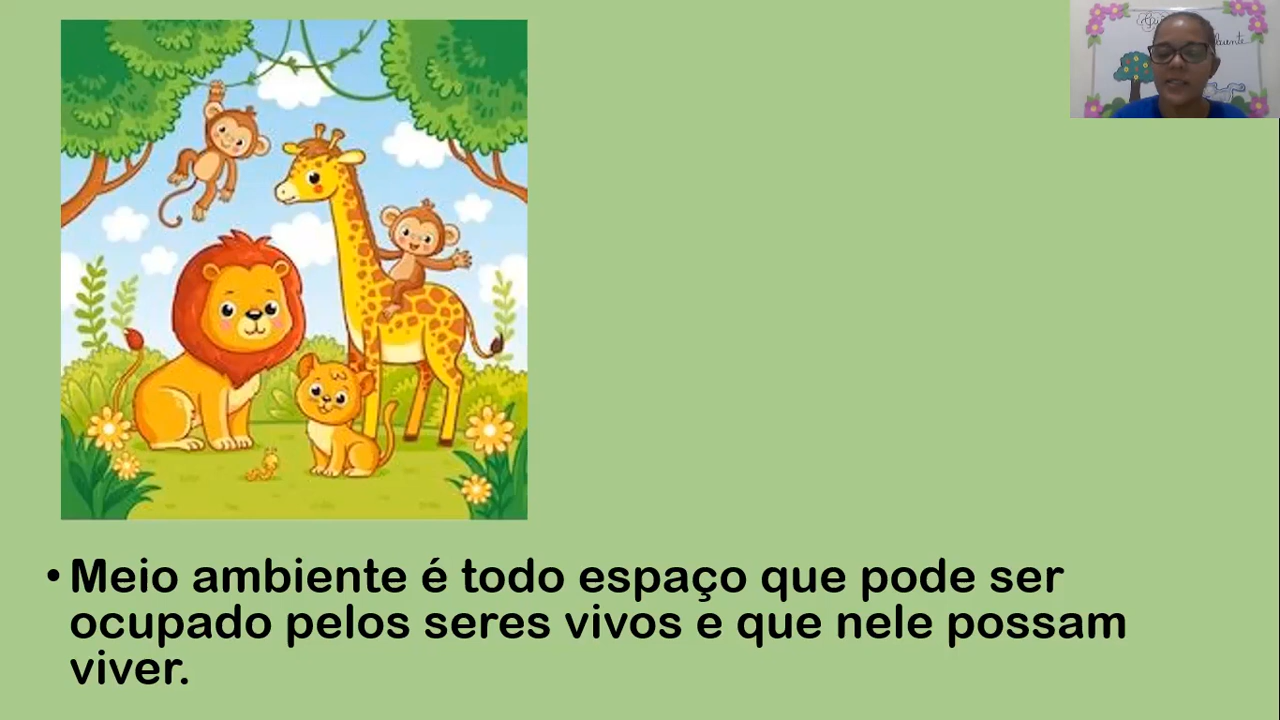 • Meio ambiente é todo espaço que pode ser
ocupado pelos seres vivos e que nele possam
viver.